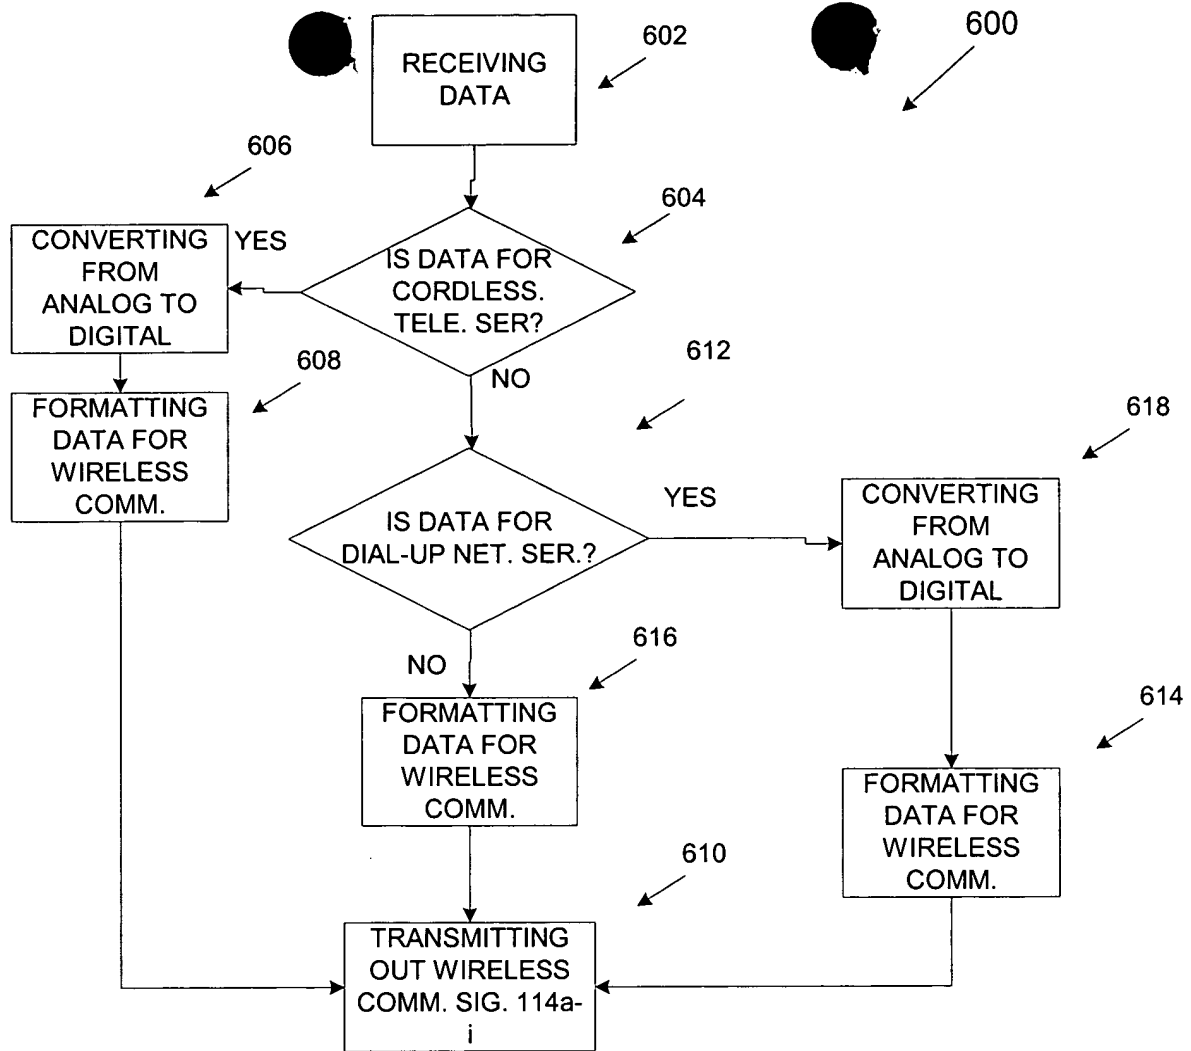 600
602
RECEIVING
DATA
606
604
CONVERTING
FROM
ANALOG TO
DIGITAL
YES
IS DATA FOR
CORDLESS.
TELE. SER?
608
NO
612
FORMATTING
DATA FOR
WIRELESS
COMM.
618
IS DATA FOR
DIAL-UP NET. SER.?
YES
CONVERTING
FROM
ANALOG TO
DIGITAL
NO
616
FORMATTING
DATA FOR
WIRELESS
COMM.
614
FORMATTING
DATA FOR
WIRELESS
COMM.
610
TRANSMITTING
OUT WIRELESS
COMM. SIG. 114a-
i